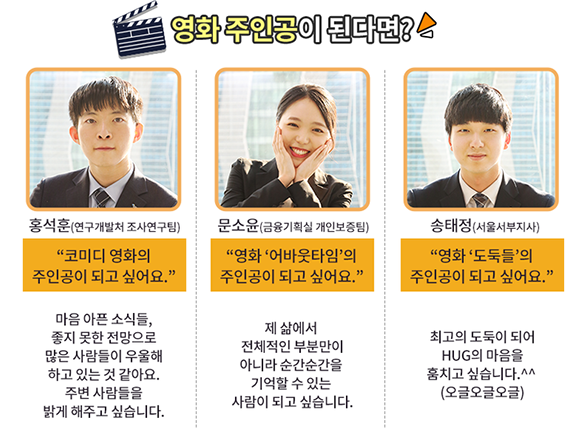 영화 주인공이 된다면?
홍석훈(연구개발처 조사연구팀)
“코미디 영화의
주인공이 되고 싶어요.”
마음 아픈 소식들,
좋지 못한 전망으로
많은 사람들이 우울해
하고 있는 것 같아요.
주변 사람들을
밝게 해주고 싶습니다.
문소윤(금융기획실 개인보증팀)
“영화 ‘어바웃타임’의
주인공이 되고 싶어요.”
제 삶에서
전체적인 부분만이
아니라 순간순간을
기억할 수 있는
사람이 되고 싶습니다.
송태정(서울서부지사)
“영화 ‘도둑들’의
주인공이 되고 싶어요.”
최고의 도둑이 되어
HUG의 마음을
훔치고 싶습니다.^^
(오글오글오글)